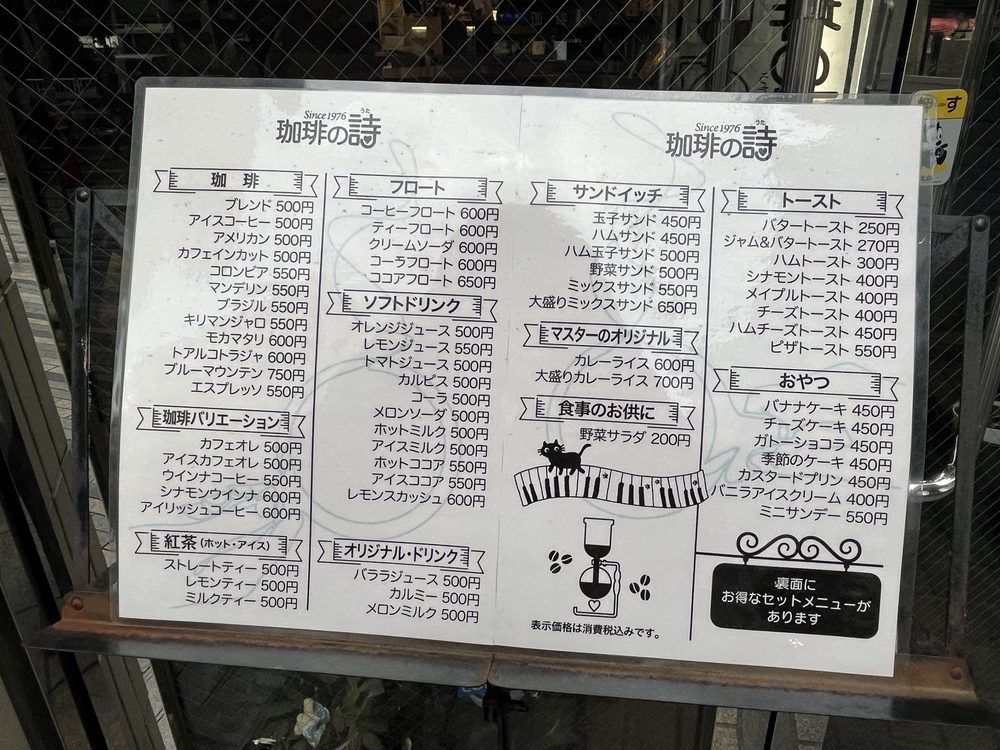 Since 1976
珈琲の詩
うた
珈琲
ブレンド 500円
アイスコーヒー 500円
アメリカン 500円
カフェインカット 500円
コロンビア 550円
マンデリン 550円
ブラジル 550円
キリマンジャロ 550円
モカマタリ 600円
トアルコトラジャ 600円
ブルーマウンテン 750円
エスプレッソ 550円
珈琲バリエーション
カフェオレ 500円
アイスカフェオレ 500円
ウインナコーヒー 550円
シナモンウインナ 600円
アイリッシュコーヒー 600円
紅茶(ホット・アイス)
ストレートティー 500円
レモンティー 500円
ミルクティー 500円
フロート
コーヒーフロート 600円
ティーフロート 600円
クリームソーダ 600円
コーラフロート 600円
ココアフロート 650円
ソフトドリンク
オレンジジュース 500円
レモンジュース 550円
トマトジュース 500円
カルピス 500円
コーラ 500円
メロンソーダ 500円
ホットミルク 500円
アイスミルク 500円
ホットココア 550円
アイスココア 550円
レモンスカッシュ 600円
オリジナル・ドリンク
バララジュース 500円
カルミー 500円
メロンミルク 500円
Since 1976
珈琲の詩
うた
サンドイッチ
玉子サンド 450円
ハムサンド 450円
ハム玉子サンド 500円
野菜サンド 500円
ミックスサンド 550円
大盛りミックスサンド 650円
マスターのオリジナル
カレーライス 600円
大盛りカレーライス 700円
食事のお供に
野菜サラダ 200円
表示価格は消費税込みです。
トースト
バタートースト 250円
ジャム&バタートースト 270円
ハムトースト 300円
シナモントースト 400円
メイプルトースト 400円
チーズトースト 400円
ハムチーズトースト 450円
ピザトースト 550円
おやつ
バナナケーキ 450円
チーズケーキ 450円
ガトーショコラ 450円
季節のケーキ 450円
カスタードプリン 450円
バニラアイスクリーム 400円
ミニサンデー 550円
裏面に
お得なセットメニューが
あります
す